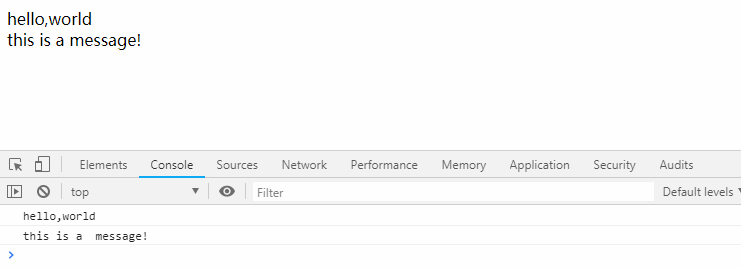 hello,world
this is a message!
Elements Console Sources Network Performance Memory Application Security Audits
top Filter Default levels
hello,world
this is a  message!